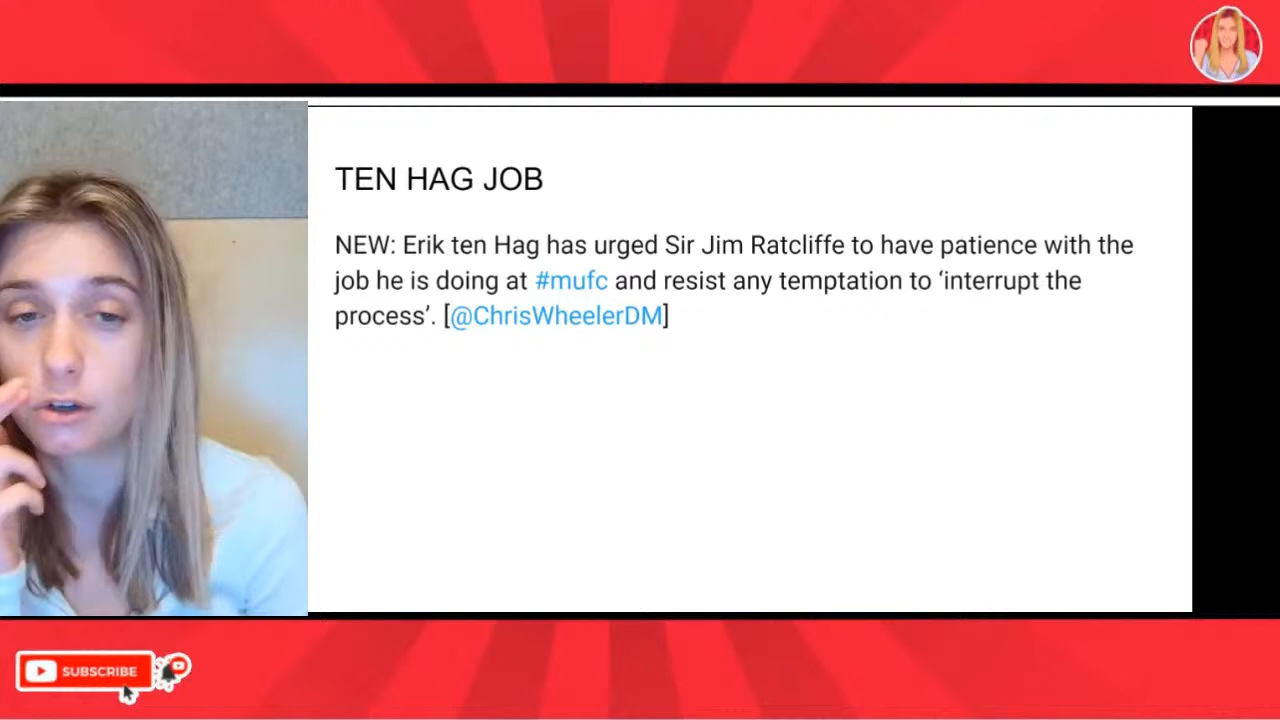 TEN HAG JOB
NEW: Erik ten Hag has urged Sir Jim Ratcliffe to have patience with the
job he is doing at #mufc and resist any temptation to ‘interrupt the
process’. [@ChrisWheelerDM]
SUBSCRIBE